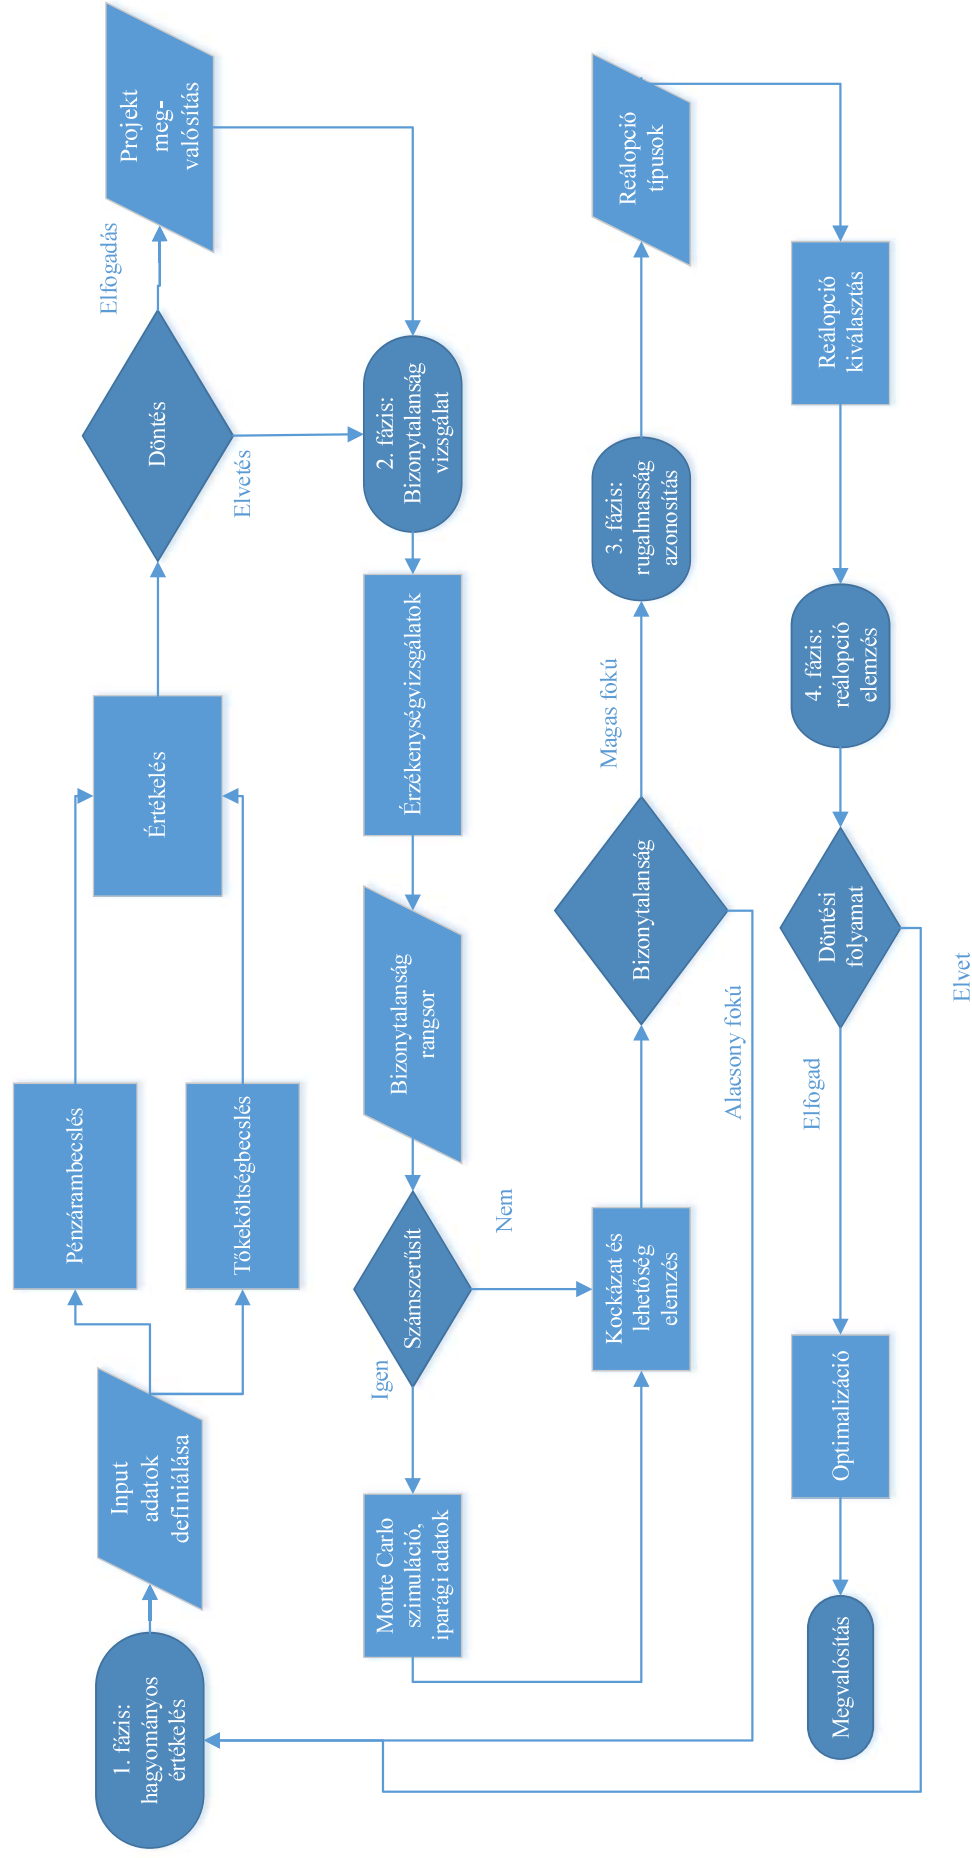 1. fázis:
hagyományos
értékelés
Input
adatok
definiálása
Pénzárambecslés
Tőkeköltségbecslés
Értékelés
Döntés
Elfogadás
Elvetés
Projekt
meg-
valósítás
2. fázis:
Bizonytalanság
vizsgálat
Érzékenységvizsgálatok
Bizonytalanság
rangsor
Számszerűsít
Igen
Nem
Monte Carlo
szimuláció,
iparági adatok
Kockázat és
lehetőség
elemzés
Bizonytalanság
Magas fokú
Alacsony fokú
3. fázis:
rugalmasság
azonosítás
Reálopció
típusok
Reálopció
kiválasztás
4. fázis:
reálopció
elemzés
Döntési
folyamat
Elfogad
Elvet
Optimalizáció
Megvalósítás